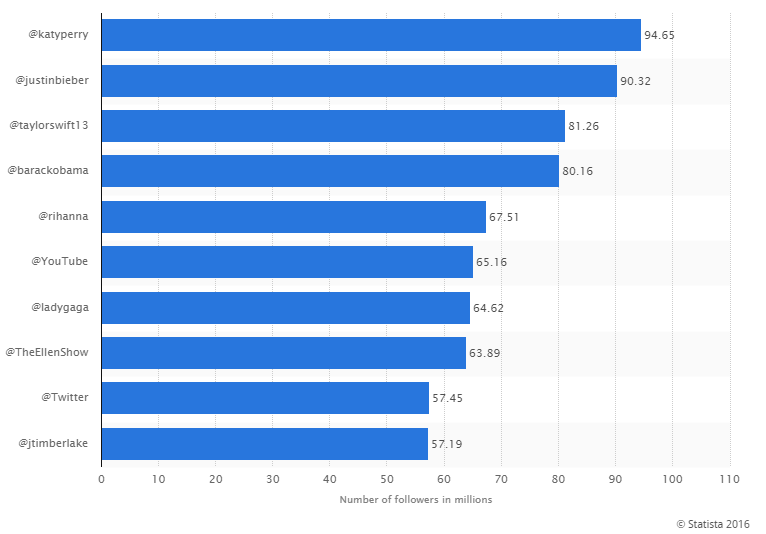 @katyperry 94.65
@justinbieber 90.32
@taylorswift13 81.26
@barackobama 80.16
@rihanna 67.51
@YouTube 65.16
@ladygaga 64.62
@TheEllenShow 63.89
@Twitter 57.45
@jtimberlake 57.19
0 10 20 30 40 50 60 70 80 90 100 110
Number of followers in millions
© Statista 2016